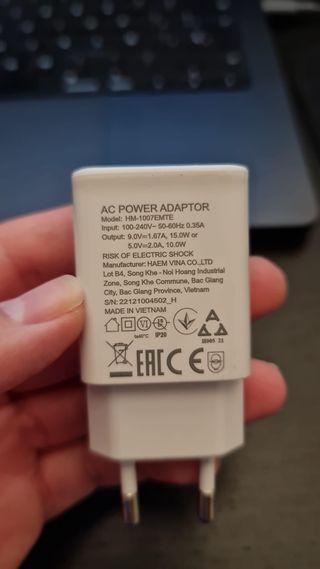 AC POWER ADAPTOR
Model: HM-1007EMTE
Input: 100-240V~ 50-60Hz 0.35A
Output: 9.0V⎓1.67A, 15.0W or
5.0V⎓2.0A, 10.0W
RISK OF ELECTRIC SHOCK
Manufacturer: HAEM VINA CO.,LTD
Lot B4, Song Khe - Noi Hoang Industrial
Zone, Song Khe Commune, Bac Giang
City, Bac Giang Province, Vietnam
S/N: 22121004502_H
MADE IN VIETNAM
VI
ta40°C IP20
EAC CE